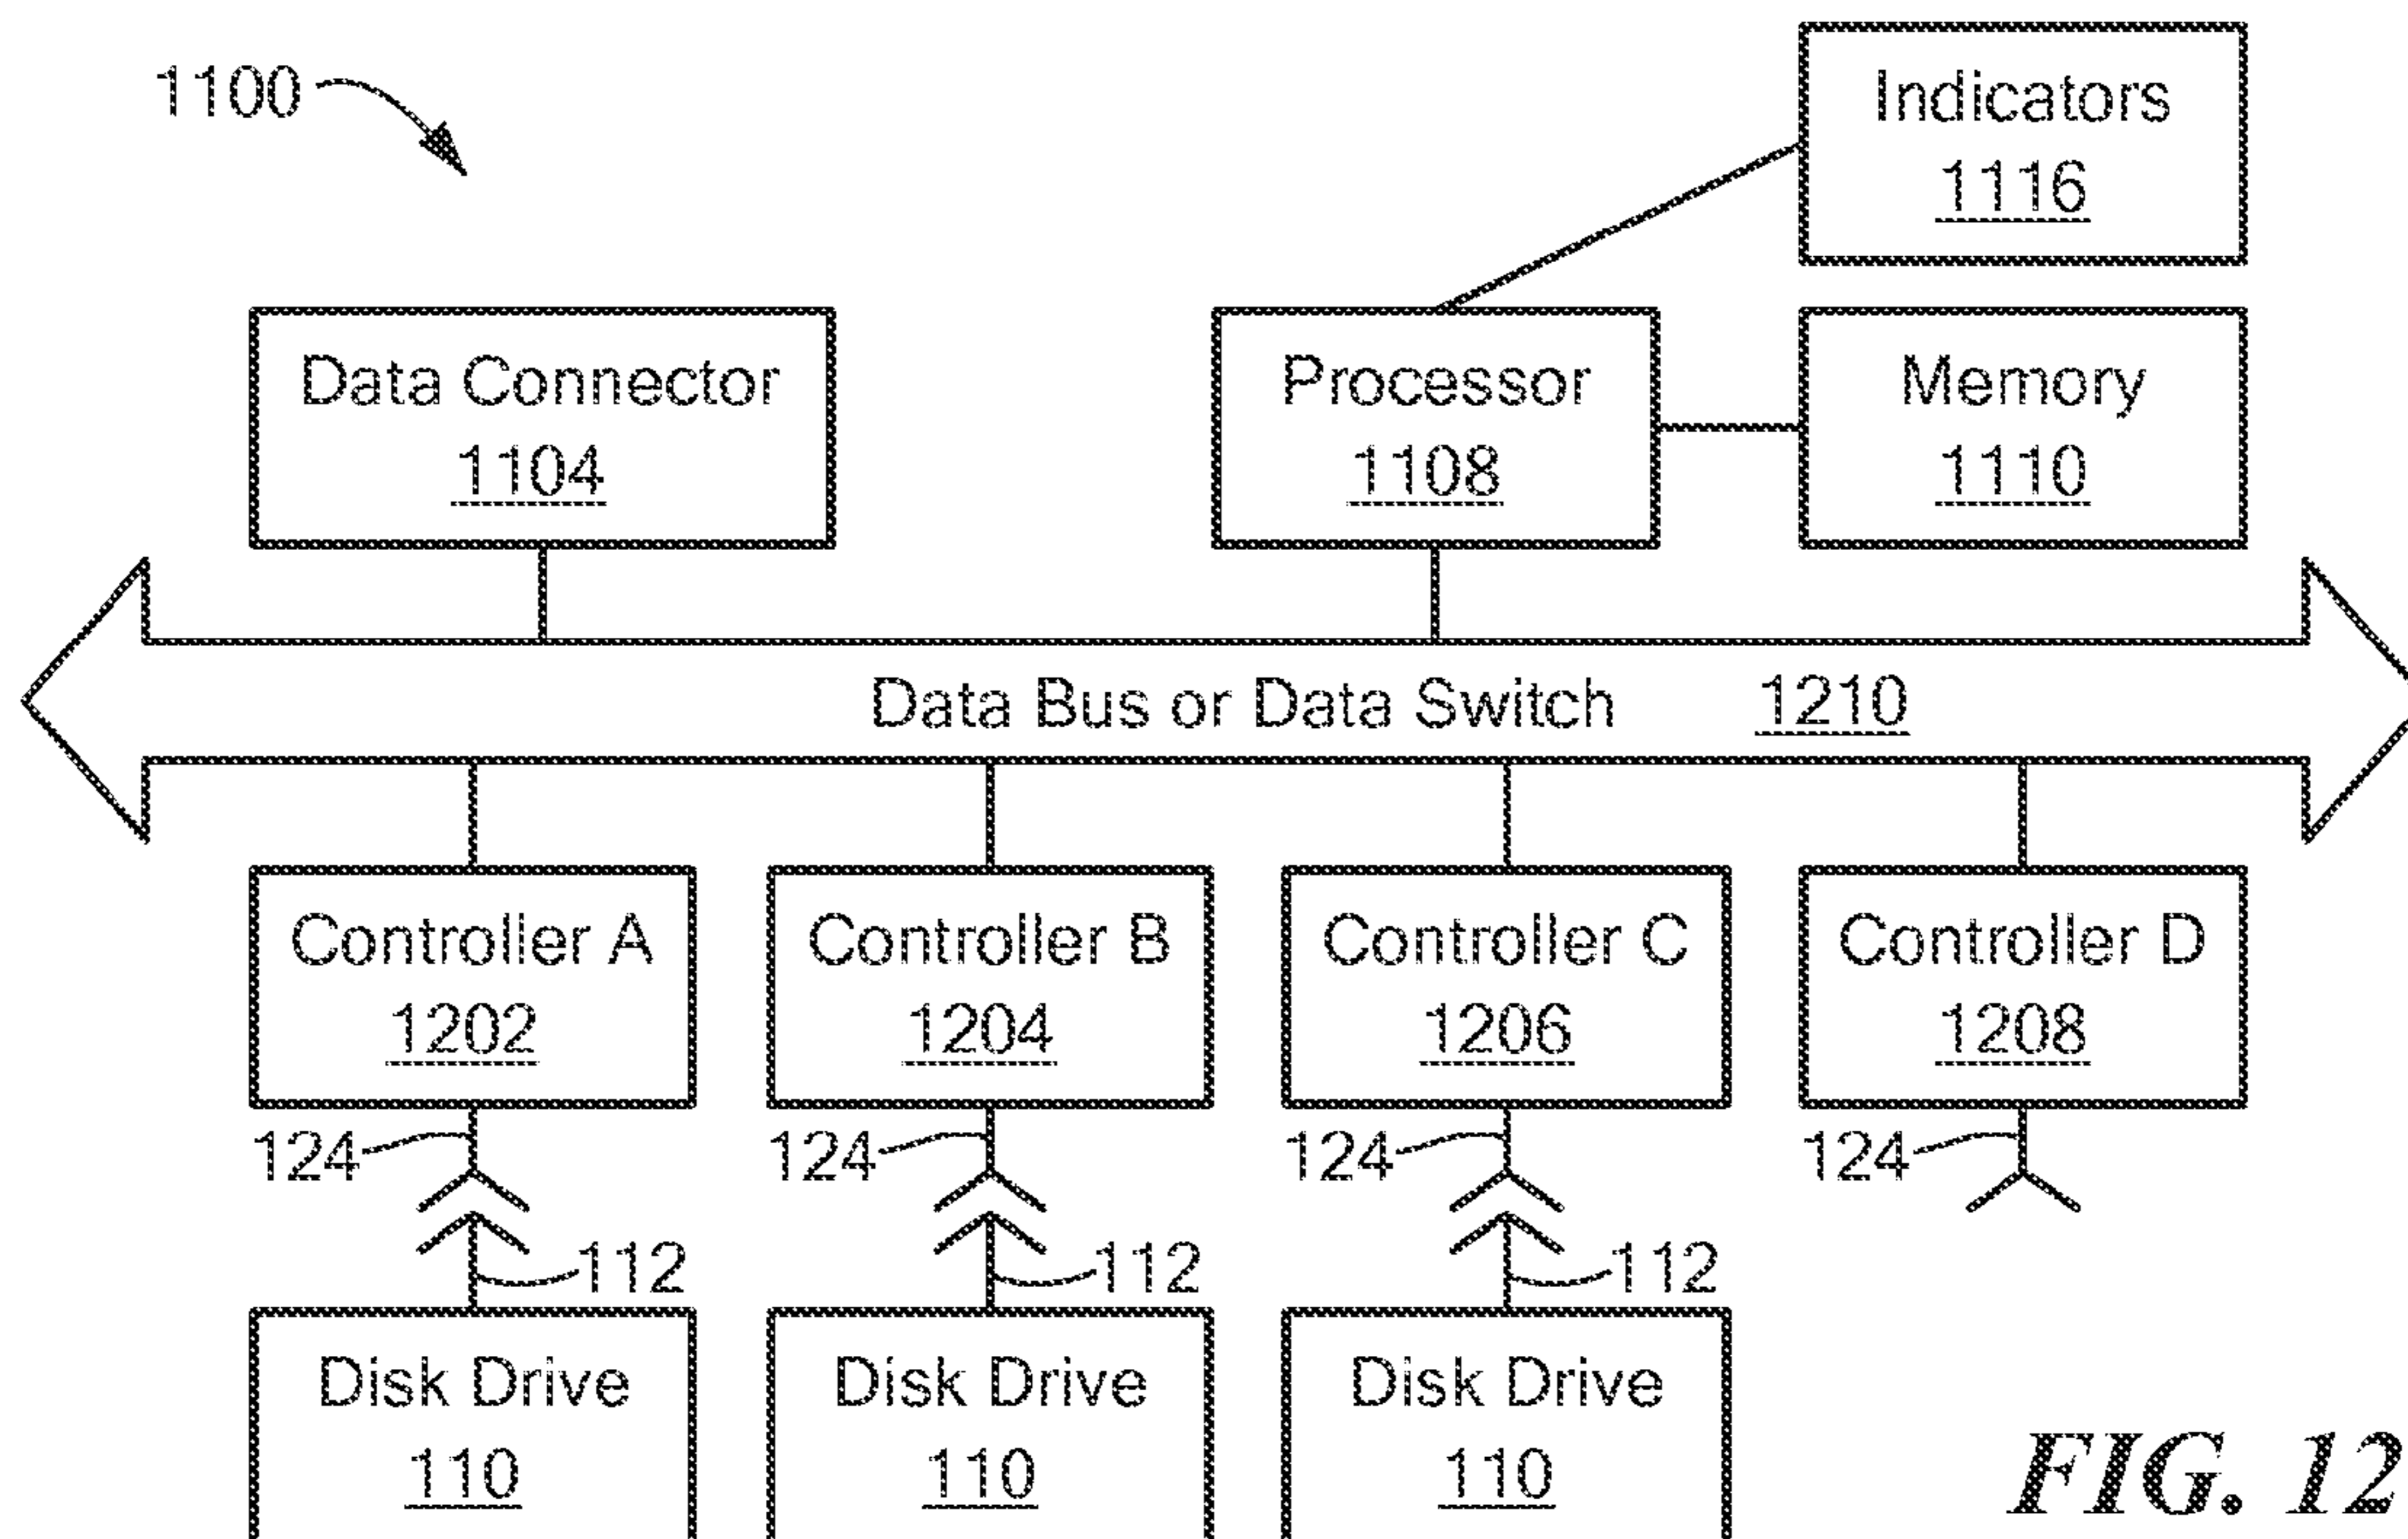 1100
Indicators
1116
Data Connector
1104
Processor
1108
Memory
1110
Data Bus or Data Switch 1210
Controller A
1202
Controller B
1204
Controller C
1206
Controller D
1208
124
124
124
124
112
112
112
Disk Drive
110
Disk Drive
110
Disk Drive
110
FIG. 12